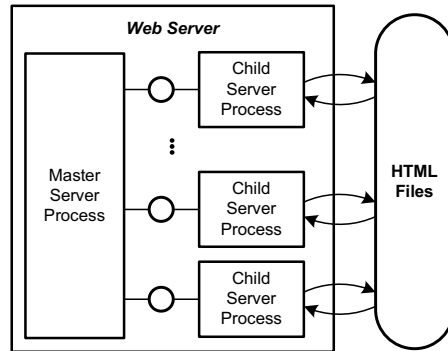 Web Server
Child
Server
Process
Master
Server
Process
Child
Server
Process
Child
Server
Process
HTML
Files